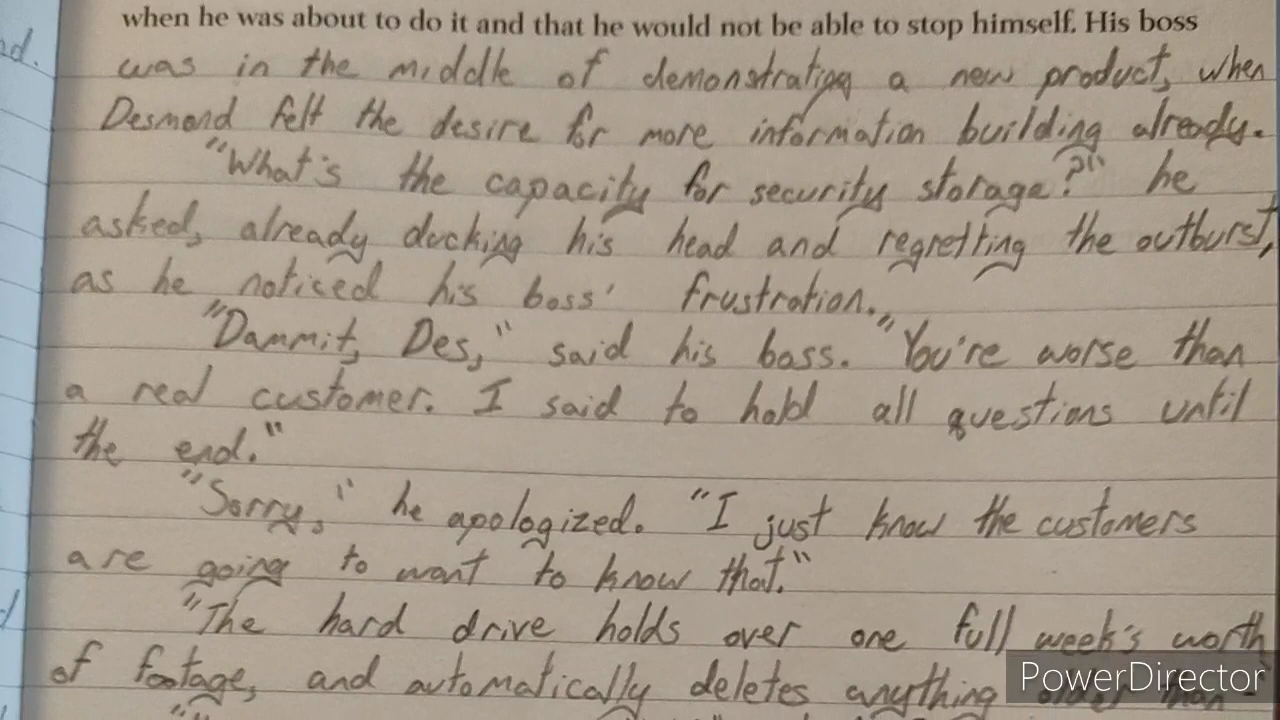 when he was about to do it and that he would not be able to stop himself. His boss
was in the middle of demonstrating a new product, when
Desmond felt the desire for more information building already.
"What's the capacity for security storage?" he
asked, already ducking his head and regretting the outburst,
as he noticed his boss' frustration.
"Dammit, Des," said his boss. "You're worse than
a real customer. I said to hold all questions until
the end."
"Sorry," he apologized. "I just know the customers
are going to want to know that."
"The hard drive holds over one full week's worth
of footage, and automatically deletes anything older than
PowerDirector